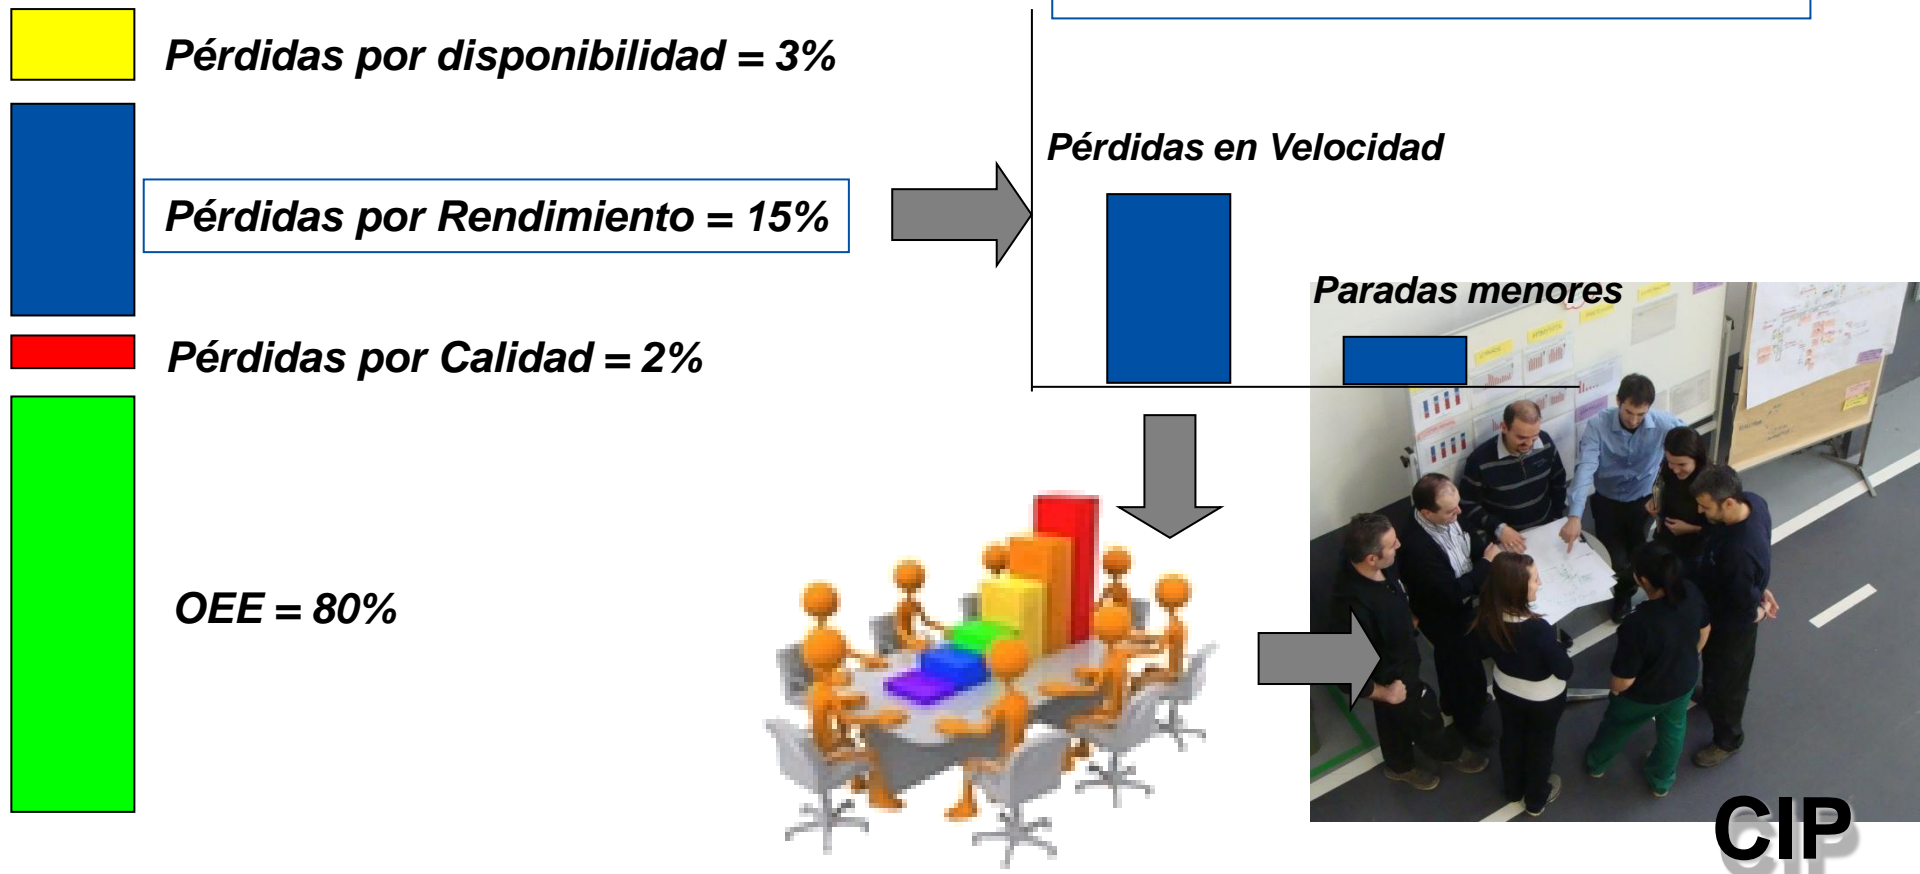 Pérdidas por disponibilidad = 3%
Pérdidas en Velocidad
Pérdidas por Rendimiento = 15%
Paradas menores
Pérdidas por Calidad = 2%
OEE = 80%
CIP